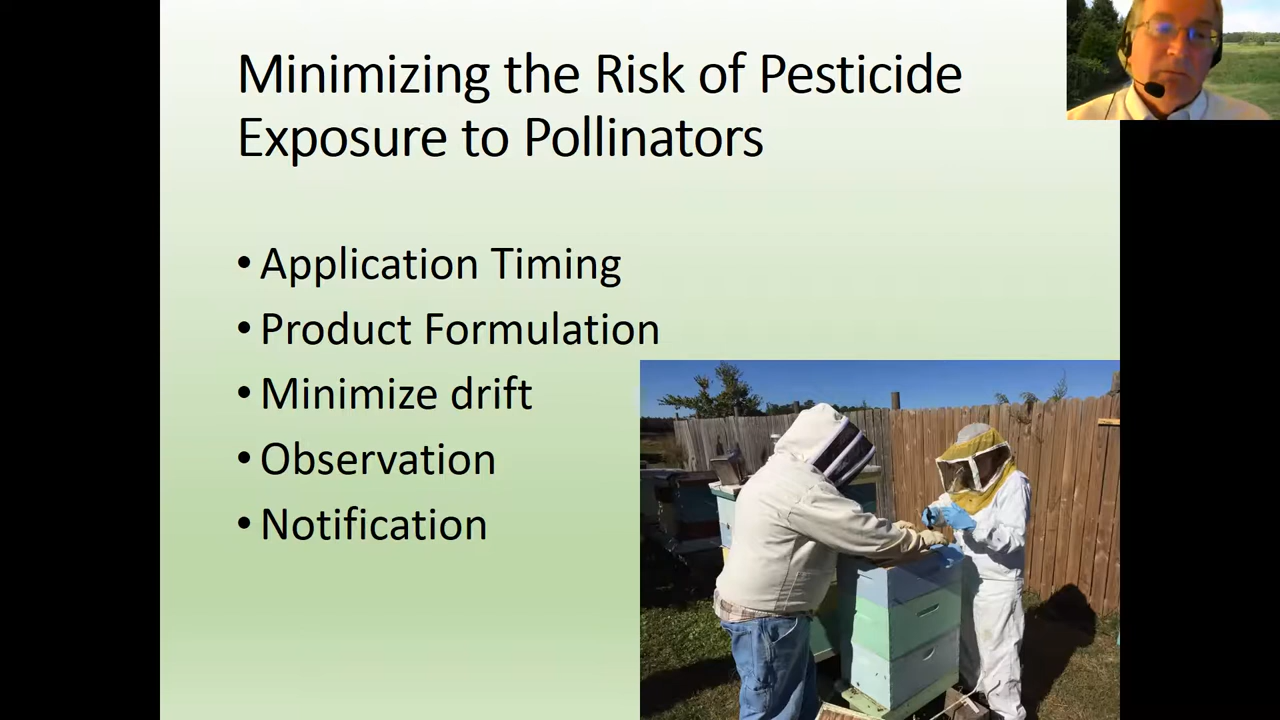 Minimizing the Risk of Pesticide
Exposure to Pollinators
• Application Timing
• Product Formulation
• Minimize drift
• Observation
• Notification